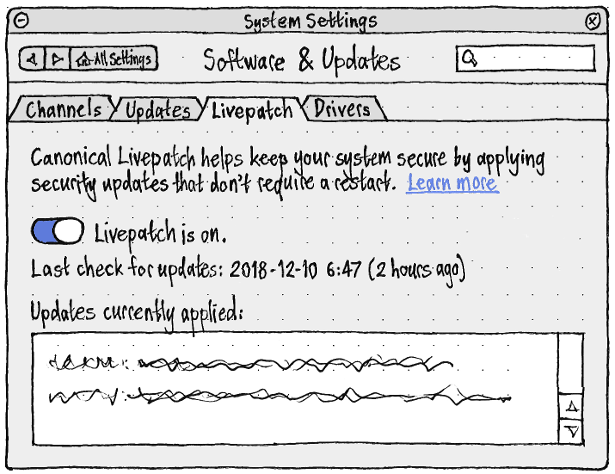 System Settings
All Settings
Software & Updates
Channels
Updates
Livepatch
Drivers
Canonical Livepatch helps keep your system secure by applying
security updates that don't require a restart. Learn more
Livepatch is on.
Last check for updates: 2018-12-10 6:47 (2 hours ago)
Updates currently applied: